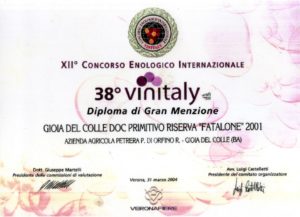 XII° CONCORSO ENOLOGICO INTERNAZIONALE
38° vinitaly
Diploma di Gran Menzione
GIOIA DEL COLLE DOC PRIMITIVO RISERVA "FATALONE" 2001
AZIENDA AGRICOLA PETRERA P. DI ORFINO R. - GIOIA DEL COLLE (BA)
Dott. Giuseppe Martelli
Presidente delle commissioni di valutazione
Avv. Luigi Castelletti
Presidente del comitato organizzatore
Verona, 31 marzo 2004
VERONAFIERE